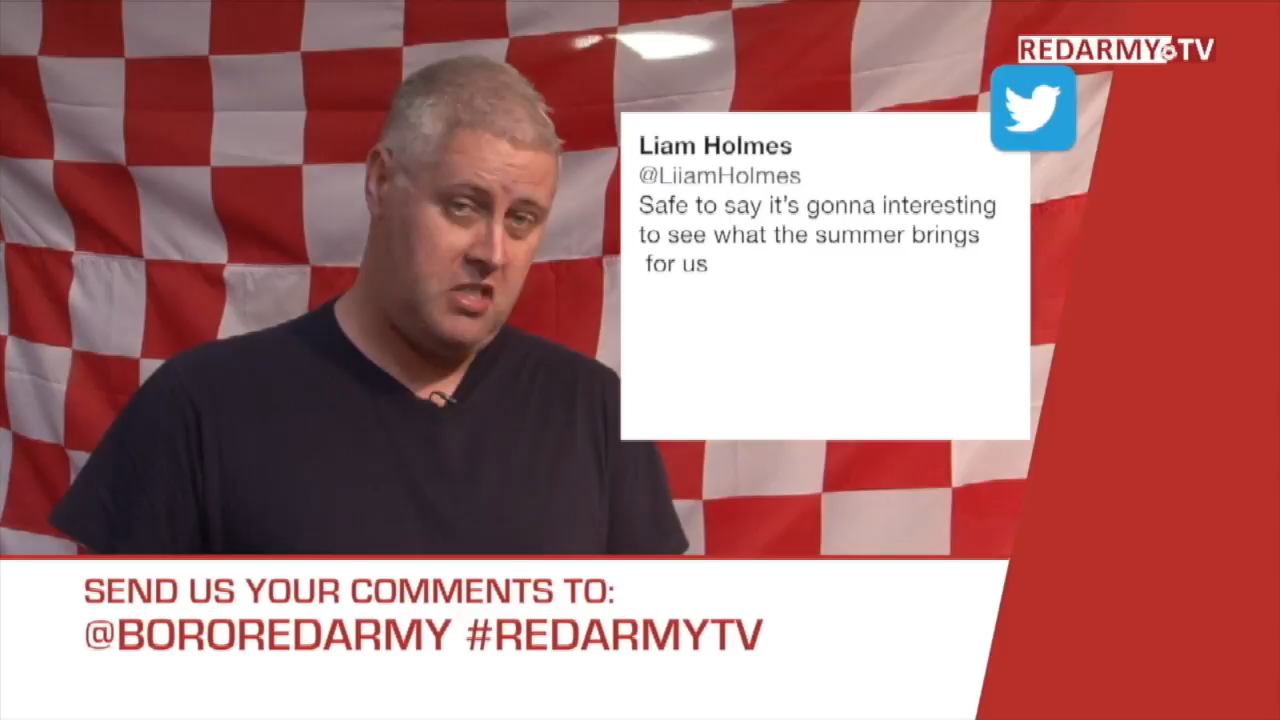 REDARMY TV
Liam Holmes
@LiiamHolmes
Safe to say it's gonna interesting
to see what the summer brings
for us
SEND US YOUR COMMENTS TO:
@BOROREDARMY #REDARMYTV